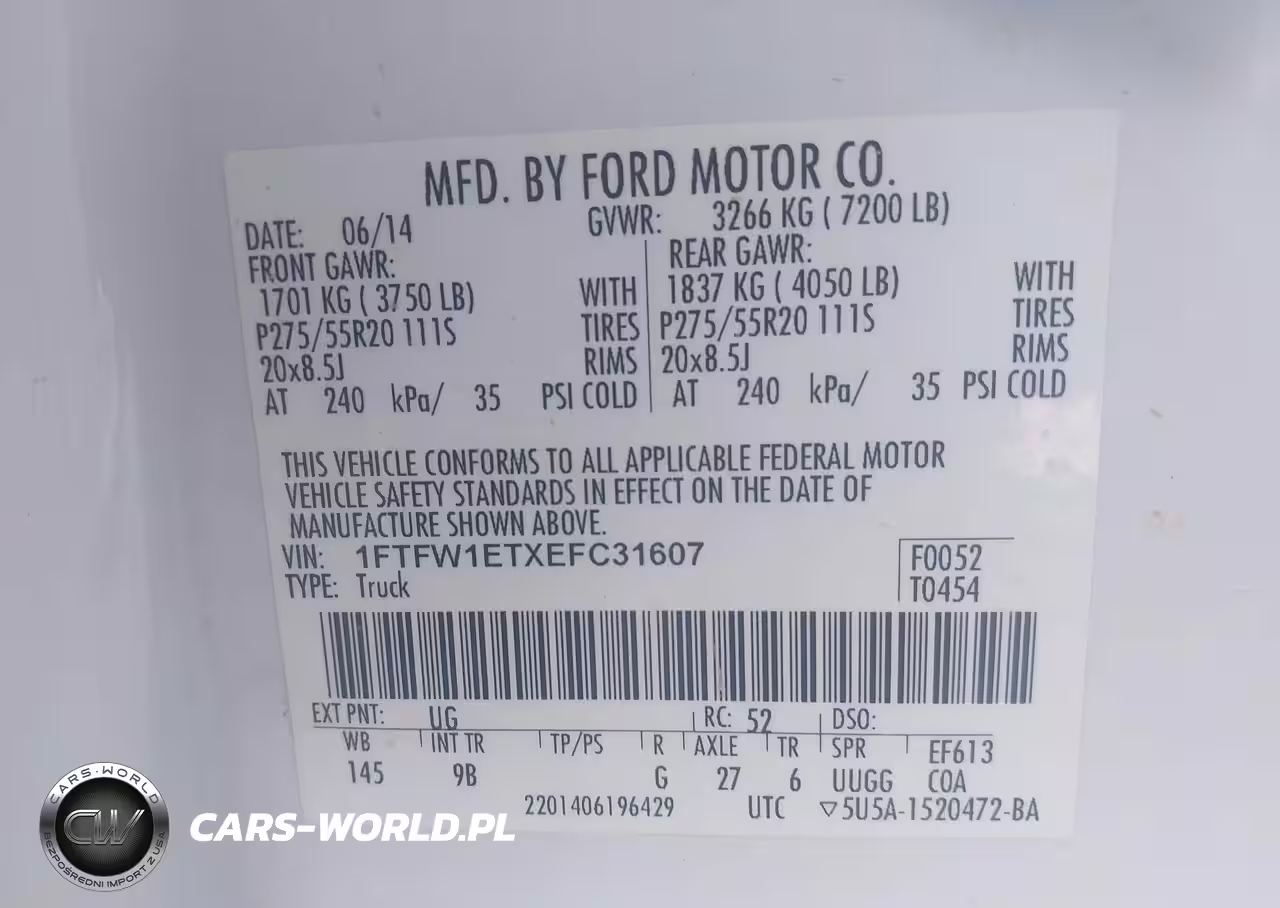 MFD. BY FORD MOTOR CO.
DATE: 06/14 GVWR: 3266 KG ( 7200 LB)
FRONT GAWR: REAR GAWR:
1701 KG ( 3750 LB) WITH 1837 KG ( 4050 LB) WITH
P275/55R20 111S TIRES P275/55R20 111S TIRES
20x8.5J RIMS 20x8.5J RIMS
AT 240 kPa/ 35 PSI COLD AT 240 kPa/ 35 PSI COLD
THIS VEHICLE CONFORMS TO ALL APPLICABLE FEDERAL MOTOR
VEHICLE SAFETY STANDARDS IN EFFECT ON THE DATE OF
MANUFACTURE SHOWN ABOVE.
VIN: 1FTFW1ETXEFC31607 F0052
TYPE: Truck T0454
EXT PNT: UG RC: 52 DSO:
WB INT TR TP/PS R AXLE TR SPR EF613
145 9B G 27 6 UUGG COA
2201406196429 UTC ▽5U5A-1520472-BA
CARS-WORLD
CW
BEZPOŚREDNI IMPORT Z USA
CARS-WORLD.PL